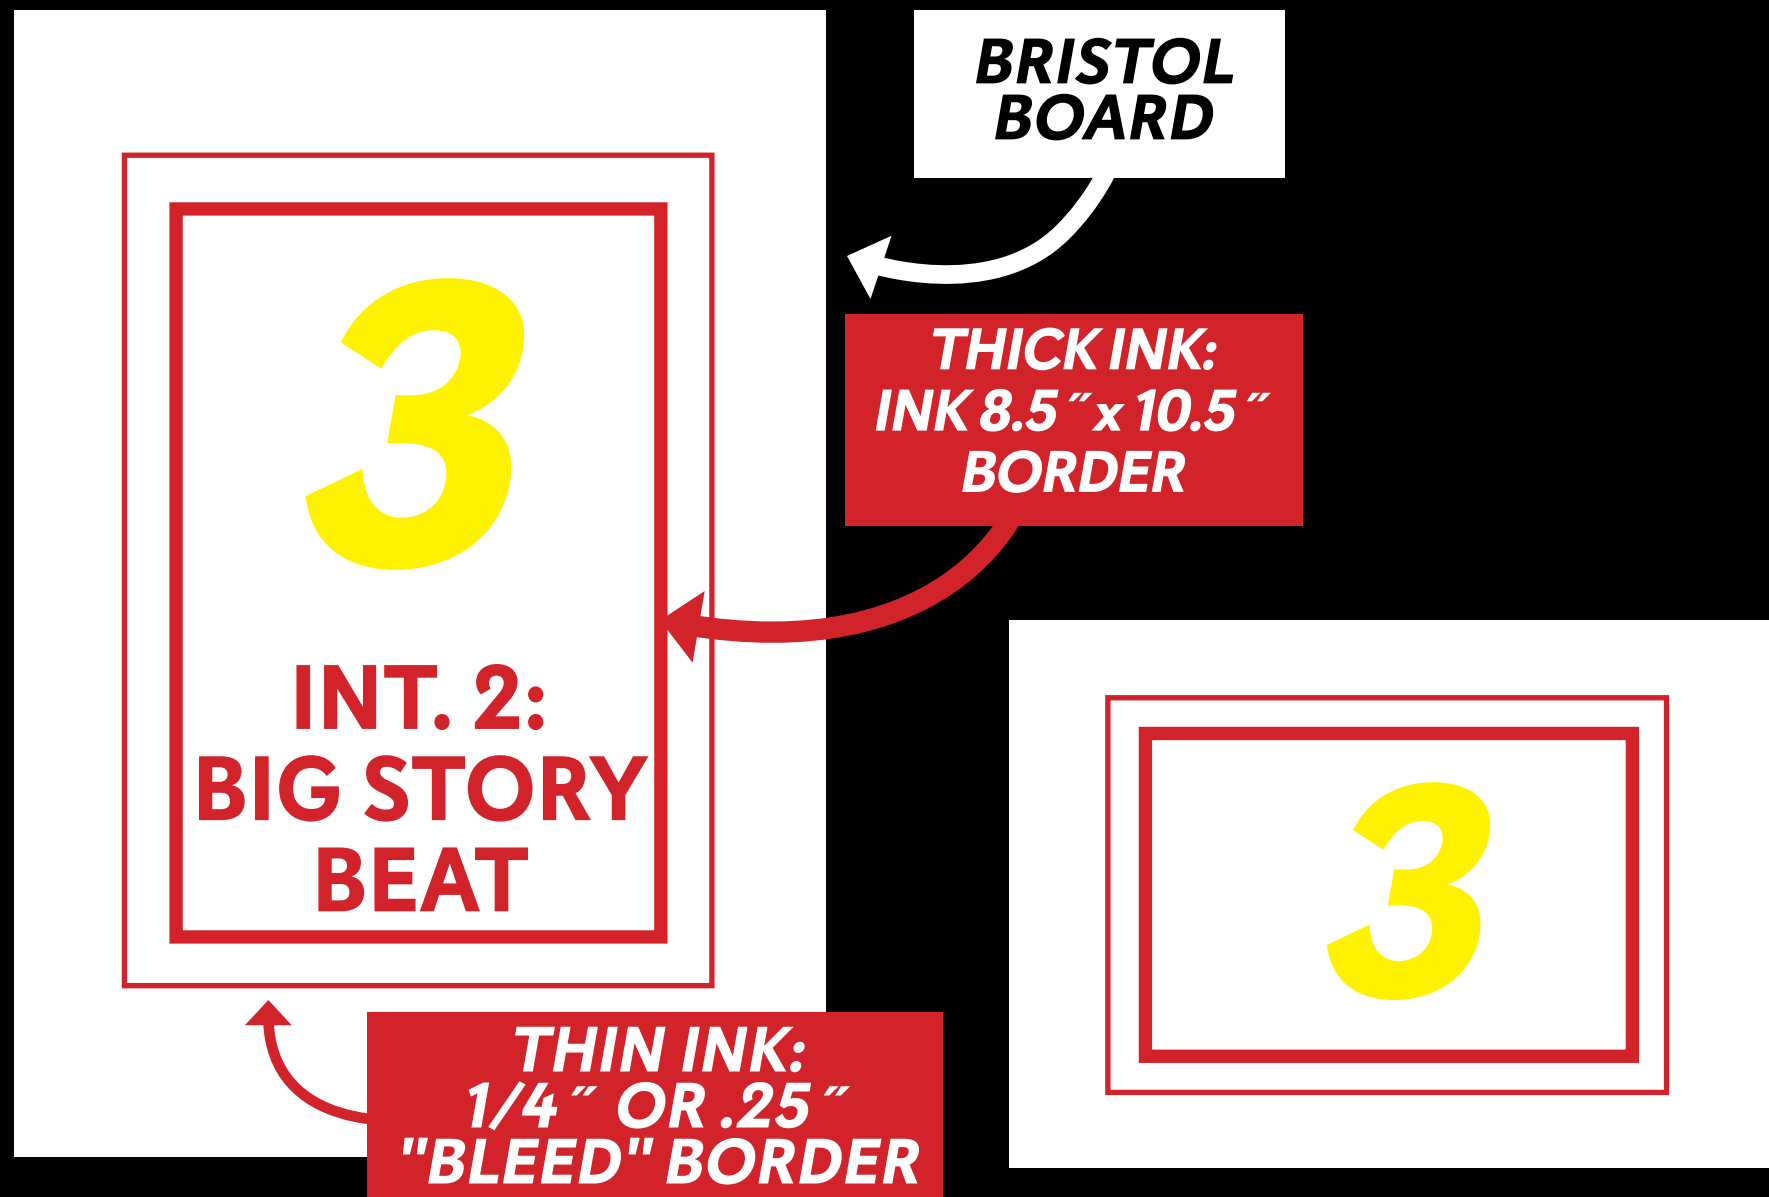 BRISTOL
BOARD
3
THICK INK:
INK 8.5˝ x 10.5˝
BORDER
INT. 2:
BIG STORY
BEAT
3
THIN INK:
1/4˝ OR .25˝
"BLEED" BORDER